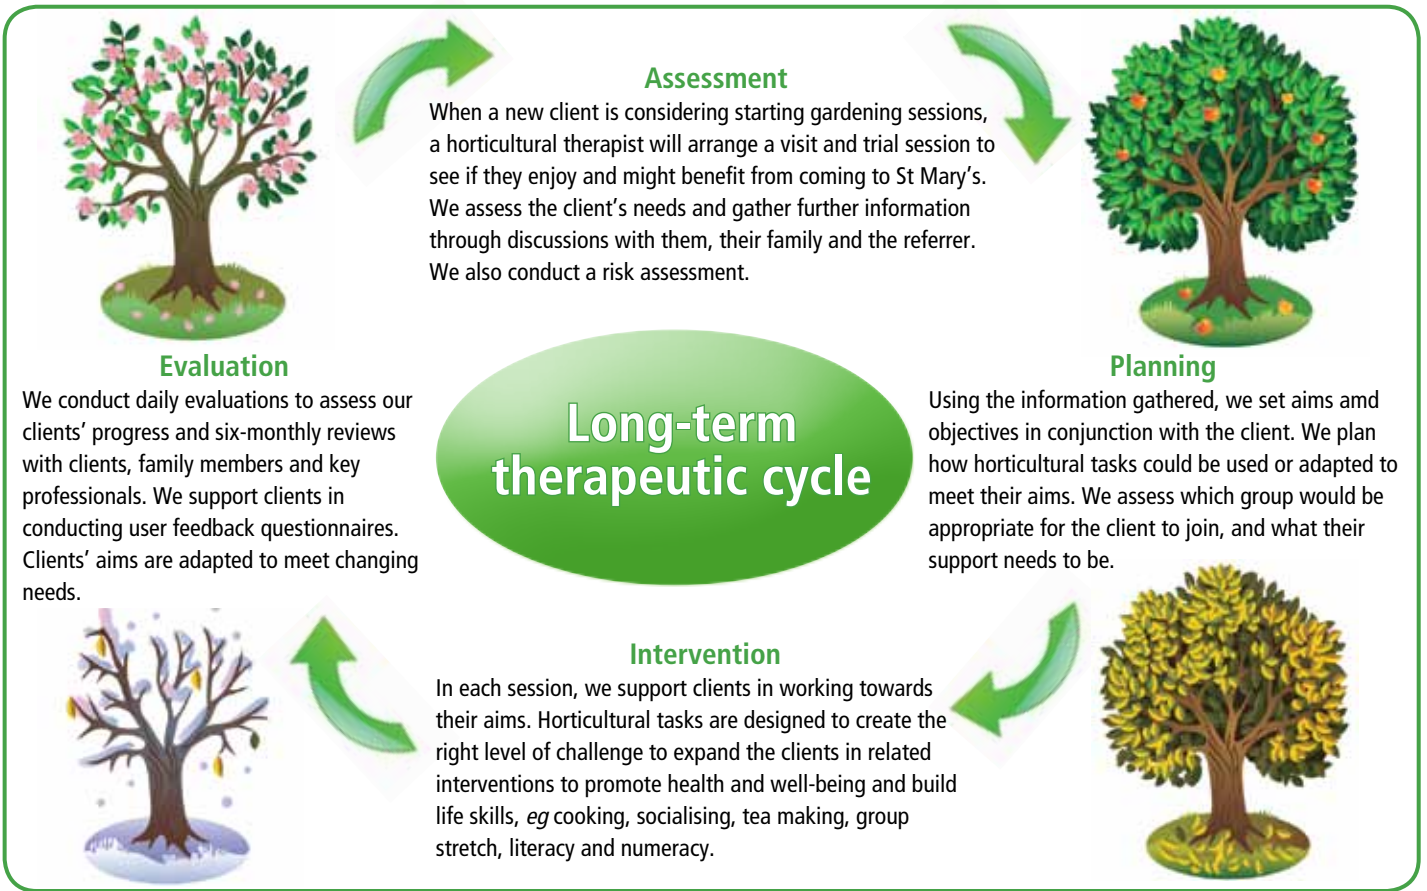 Assessment
When a new client is considering starting gardening sessions,
a horticultural therapist will arrange a visit and trial session to
see if they enjoy and might benefit from coming to St Mary's.
We assess the client's needs and gather further information
through discussions with them, their family and the referrer.
We also conduct a risk assessment.
Planning
Using the information gathered, we set aims amd
objectives in conjunction with the client. We plan
how horticultural tasks could be used or adapted to
meet their aims. We assess which group would be
appropriate for the client to join, and what their
support needs to be.
Intervention
In each session, we support clients in working towards
their aims. Horticultural tasks are designed to create the
right level of challenge to expand the clients in related
interventions to promote health and well-being and build
life skills, eg cooking, socialising, tea making, group
stretch, literacy and numeracy.
Evaluation
We conduct daily evaluations to assess our
clients' progress and six-monthly reviews
with clients, family members and key
professionals. We support clients in
conducting user feedback questionnaires.
Clients' aims are adapted to meet changing
needs.
Long-term
therapeutic cycle